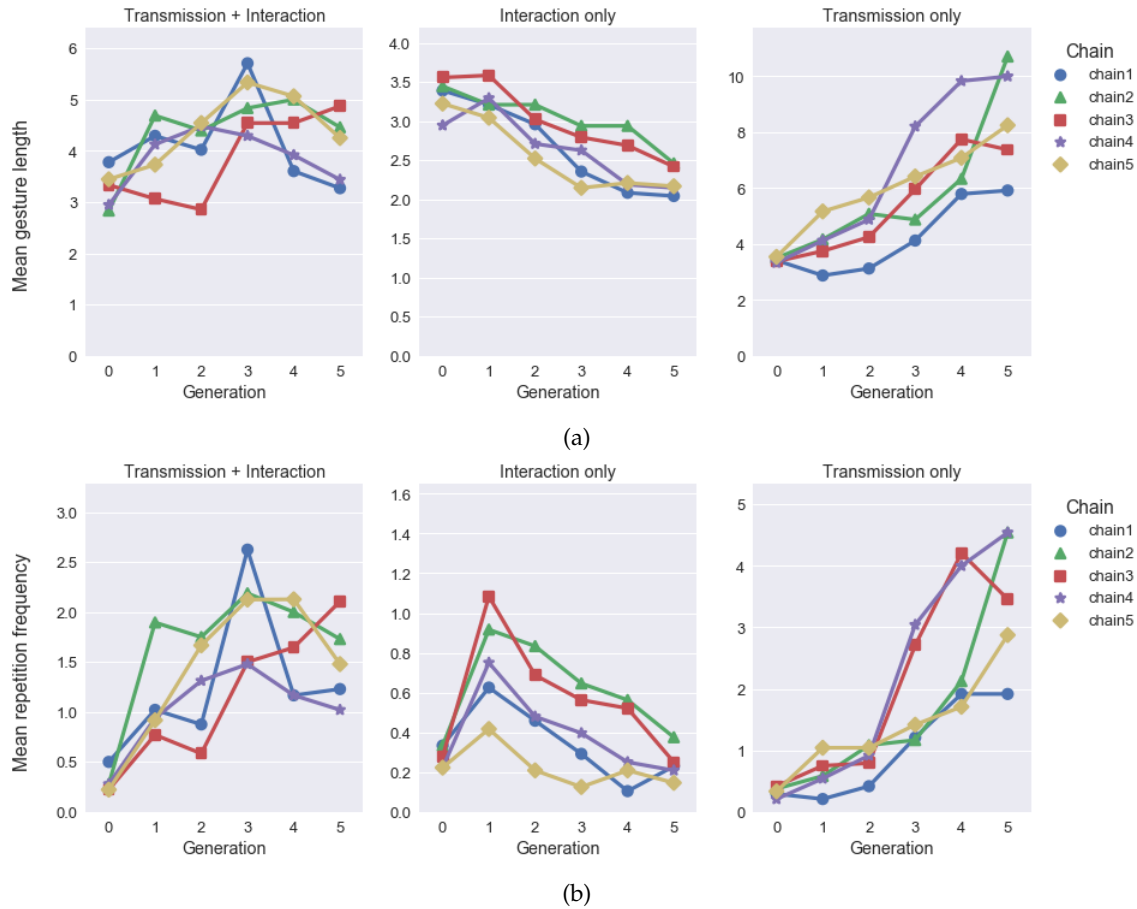 Transmission + Interaction
Interaction only
Transmission only
Mean gesture length
6
5
4
3
2
1
0
4.0
3.5
3.0
2.5
2.0
1.5
1.0
0.5
0.0
10
8
6
4
2
0
Chain
chain1
chain2
chain3
chain4
chain5
0 1 2 3 4 5
0 1 2 3 4 5
0 1 2 3 4 5
Generation
Generation
Generation
(a)
Transmission + Interaction
Interaction only
Transmission only
Mean repetition frequency
3.0
2.5
2.0
1.5
1.0
0.5
0.0
1.6
1.4
1.2
1.0
0.8
0.6
0.4
0.2
0.0
5
4
3
2
1
0
Chain
chain1
chain2
chain3
chain4
chain5
0 1 2 3 4 5
0 1 2 3 4 5
0 1 2 3 4 5
Generation
Generation
Generation
(b)